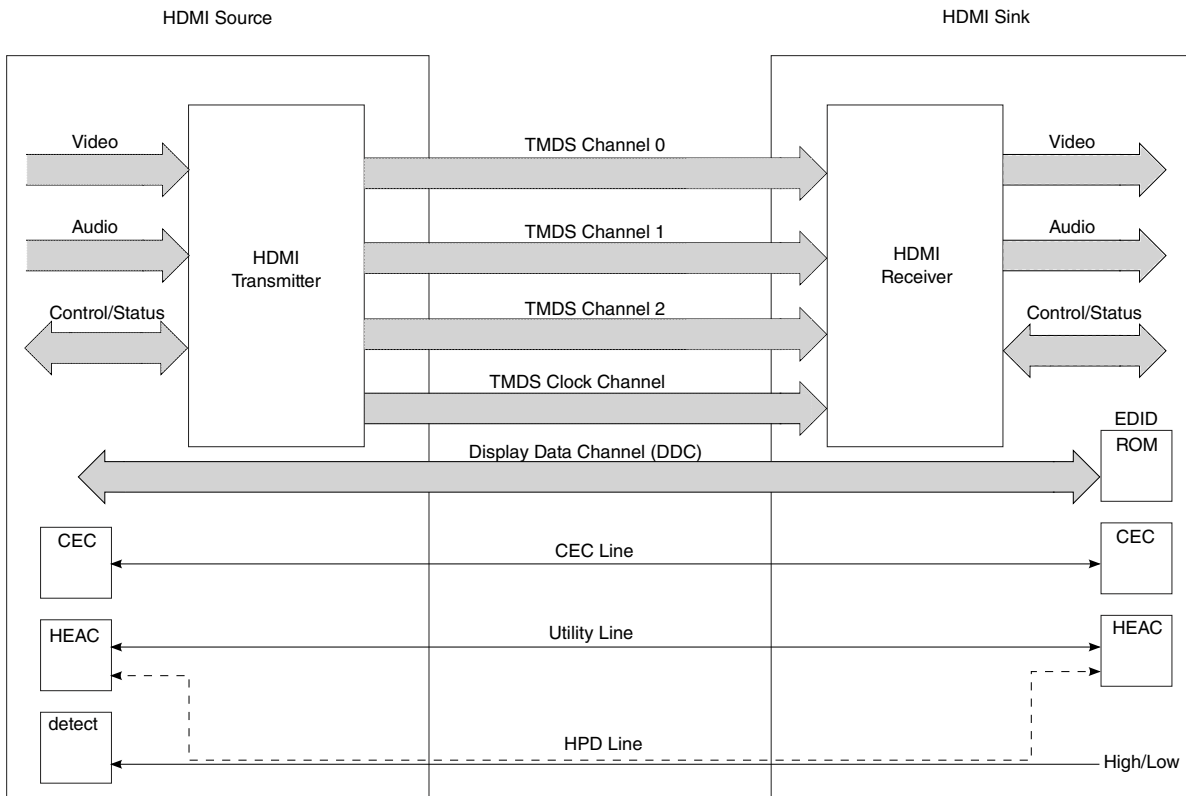 HDMI Source
HDMI Sink
Video
TMDS Channel 0
Video
Audio
TMDS Channel 1
Audio
HDMI
Transmitter
HDMI
Receiver
Control/Status
TMDS Channel 2
Control/Status
TMDS Clock Channel
EDID
ROM
Display Data Channel (DDC)
CEC
CEC Line
CEC
HEAC
Utility Line
HEAC
detect
HPD Line
High/Low